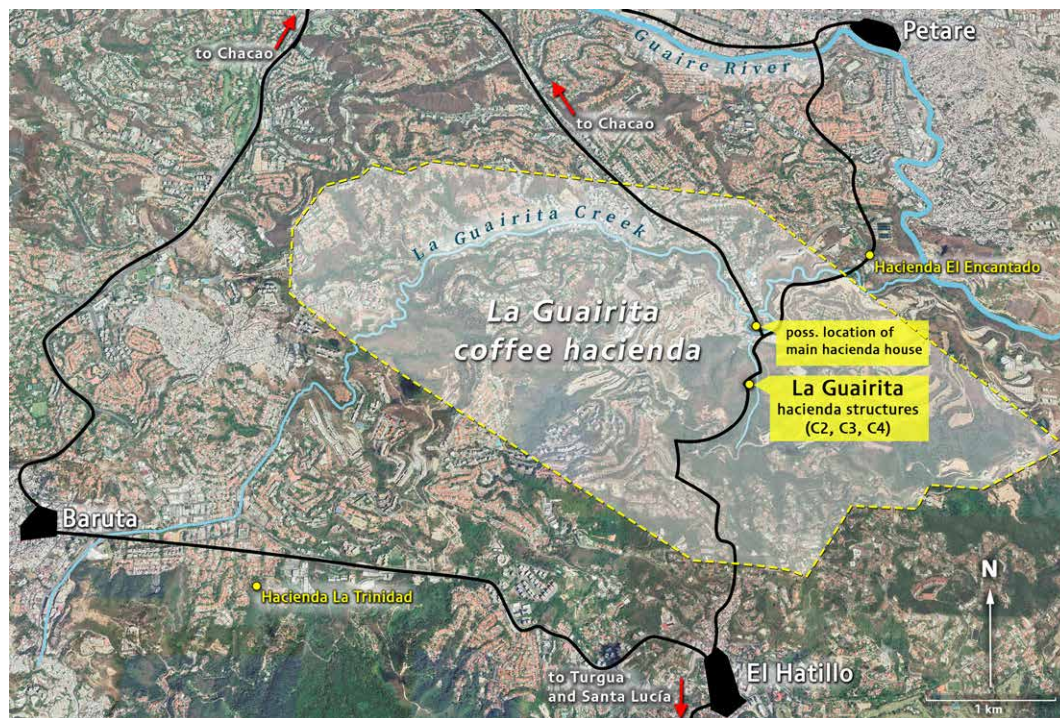 to Chacao
Guaire River
Petare
to Chacao
La Guairita Creek
Hacienda El Encantado
La Guairita
coffee hacienda
poss. location of
main hacienda house
La Guairita
hacienda structures
(C2, C3, C4)
Baruta
Hacienda La Trinidad
N
to Turgua
and Santa Lucía
El Hatillo
1 km